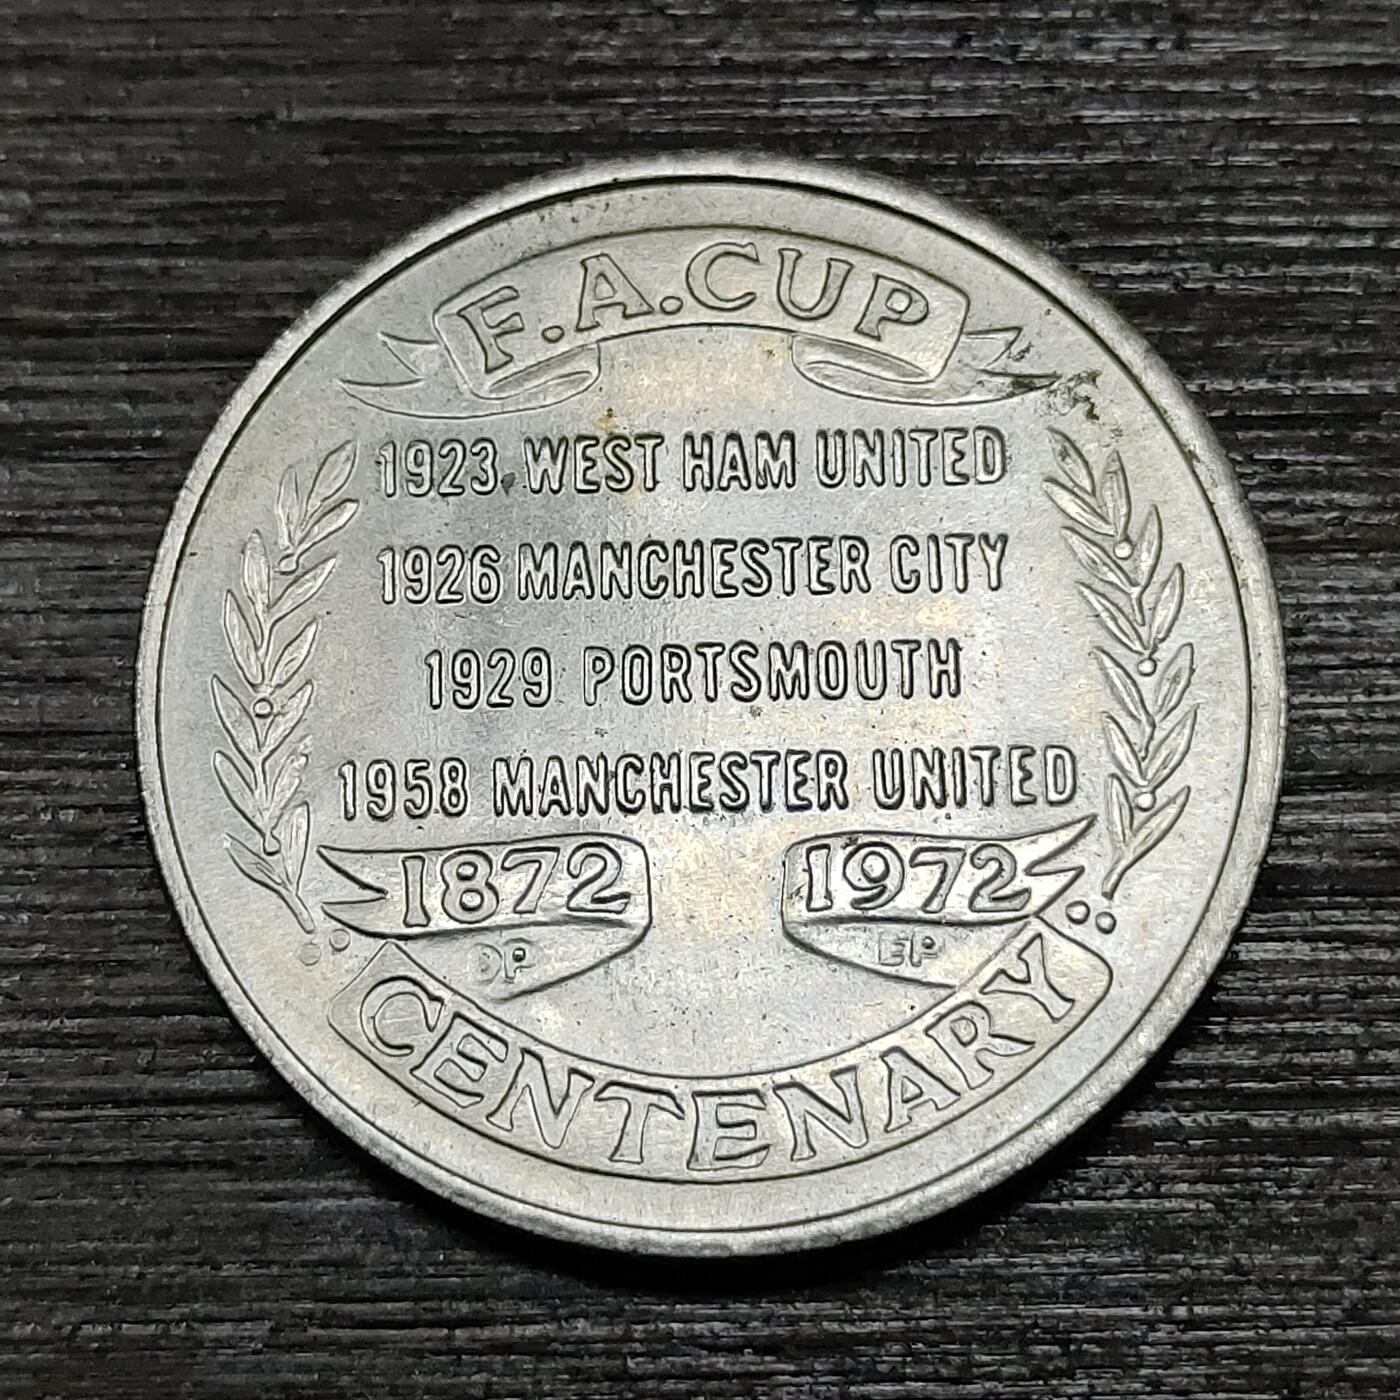 F.A.CUP
1923 WEST HAM UNITED
1926 MANCHESTER CITY
1929 PORTSMOUTH
1958 MANCHESTER UNITED
1872 1972
CENTENARY